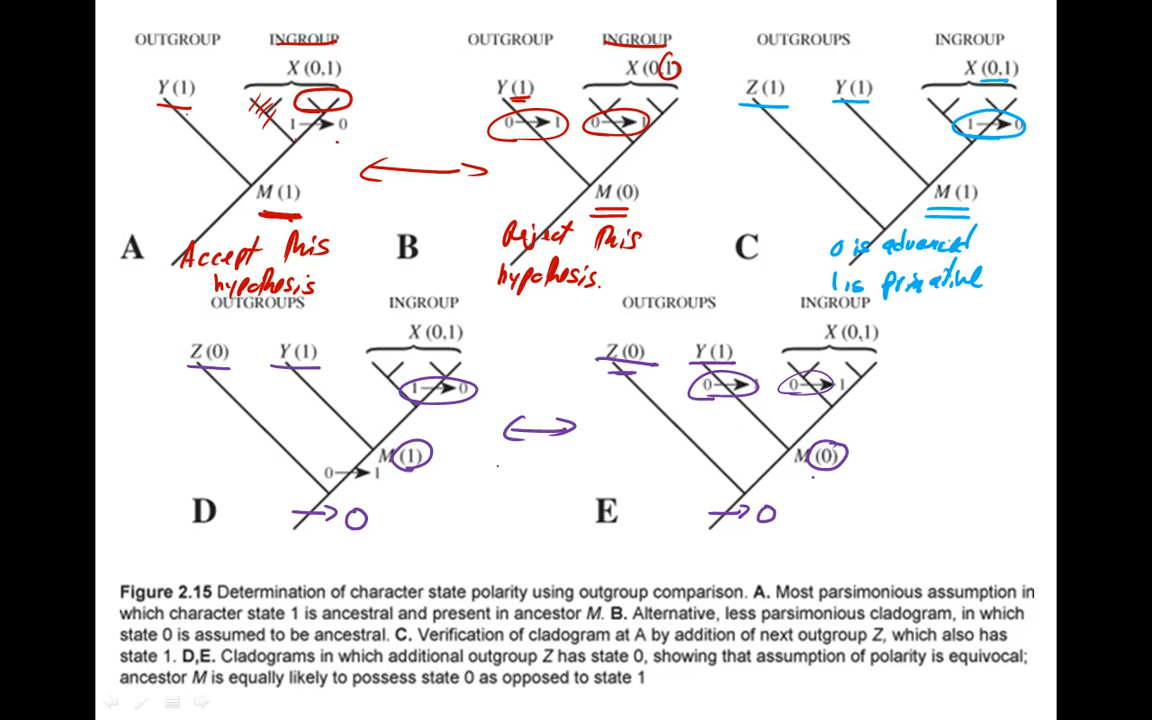 OUTGROUP INGROUP OUTGROUP INGROUP OUTGROUPS INGROUP
X (0,1) X (0,1) X (0,1)
Y (1) Y (1) Z (1) Y (1)
1 0 0 1 0 1 1 0
M (1) M (0) M (1)
A B C
Accept This
hypothesis
Reject This
hypothesis.
0 is advanced
1 is primative
OUTGROUPS INGROUP OUTGROUPS INGROUP
X (0,1) X (0,1)
Z (0) Y (1) Z (0) Y (1)
1 0 0 0 1
M (1) M (0)
0 1
D 0 E 0
Figure 2.15 Determination of character state polarity using outgroup comparison. A. Most parsimonious assumption in
which character state 1 is ancestral and present in ancestor M. B. Alternative, less parsimonious cladogram, in which
state 0 is assumed to be ancestral. C. Verification of cladogram at A by addition of next outgroup Z, which also has
state 1. D,E. Cladograms in which additional outgroup Z has state 0, showing that assumption of polarity is equivocal;
ancestor M is equally likely to possess state 0 as opposed to state 1